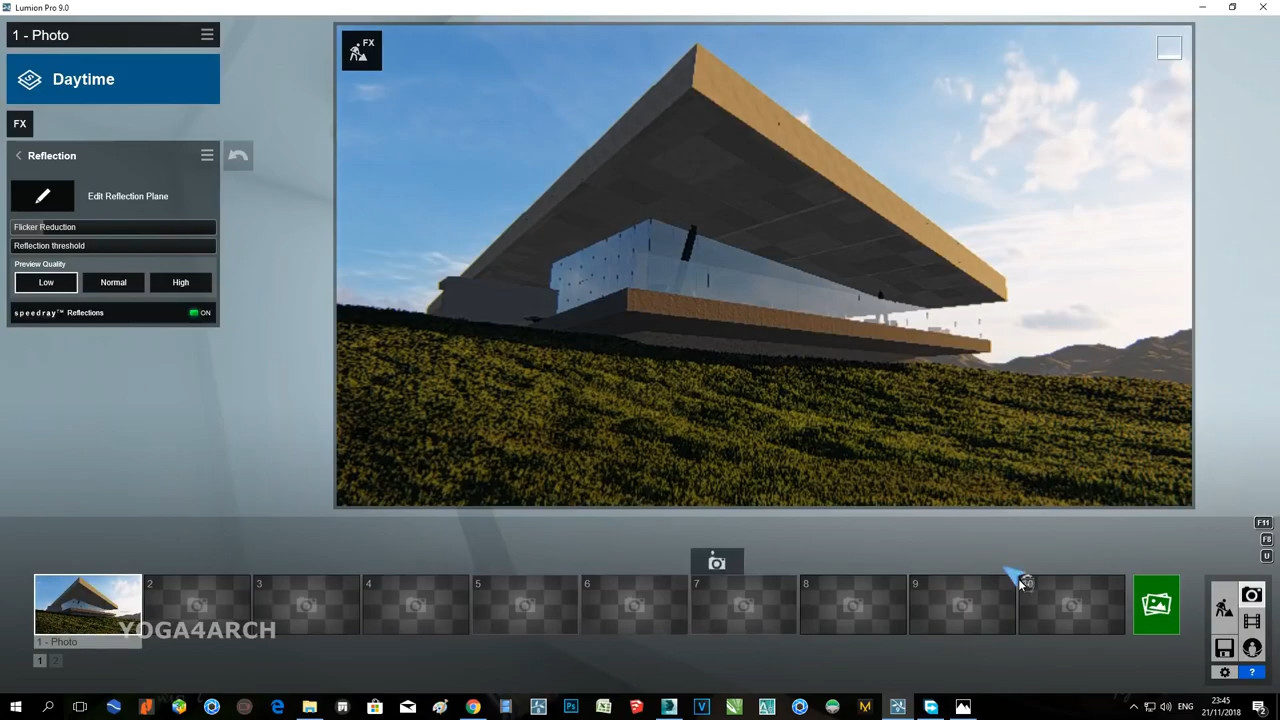 Lumion Pro 9.0
1 - Photo
Daytime
FX
FX
Reflection
Edit Reflection Plane
Flicker Reduction
Reflection threshold
Preview Quality
Low Normal High
speedray™ Reflections ON
F11
F8
U
2 3 4 5 6 7 8 9
1 - Photo
YOGA4ARCH
1 2
?
ENG
23:45
21/11/2018
2